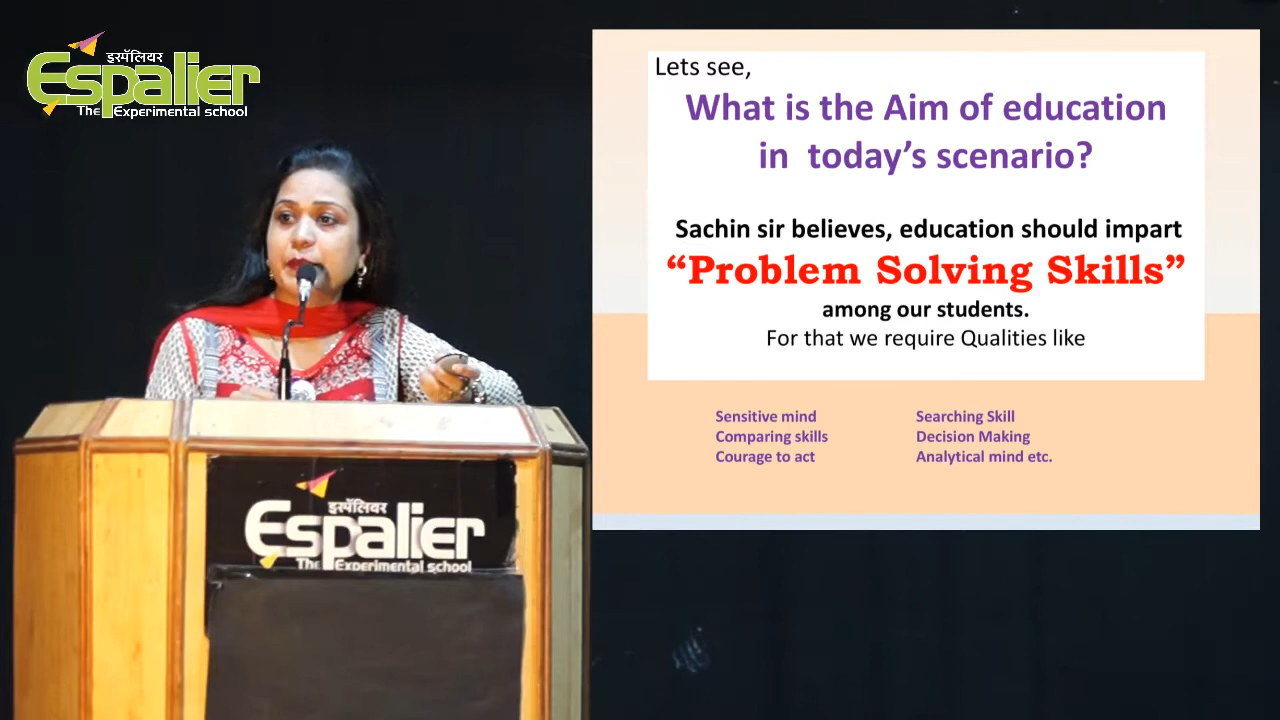 इस्पॅलियर
Espalier
The Experimental school
Lets see,
What is the Aim of education
in today's scenario?
Sachin sir believes, education should impart
“Problem Solving Skills”
among our students.
For that we require Qualities like
Sensitive mind
Comparing skills
Courage to act
Searching Skill
Decision Making
Analytical mind etc.
इस्पॅलियर
Espalier
The Experimental school